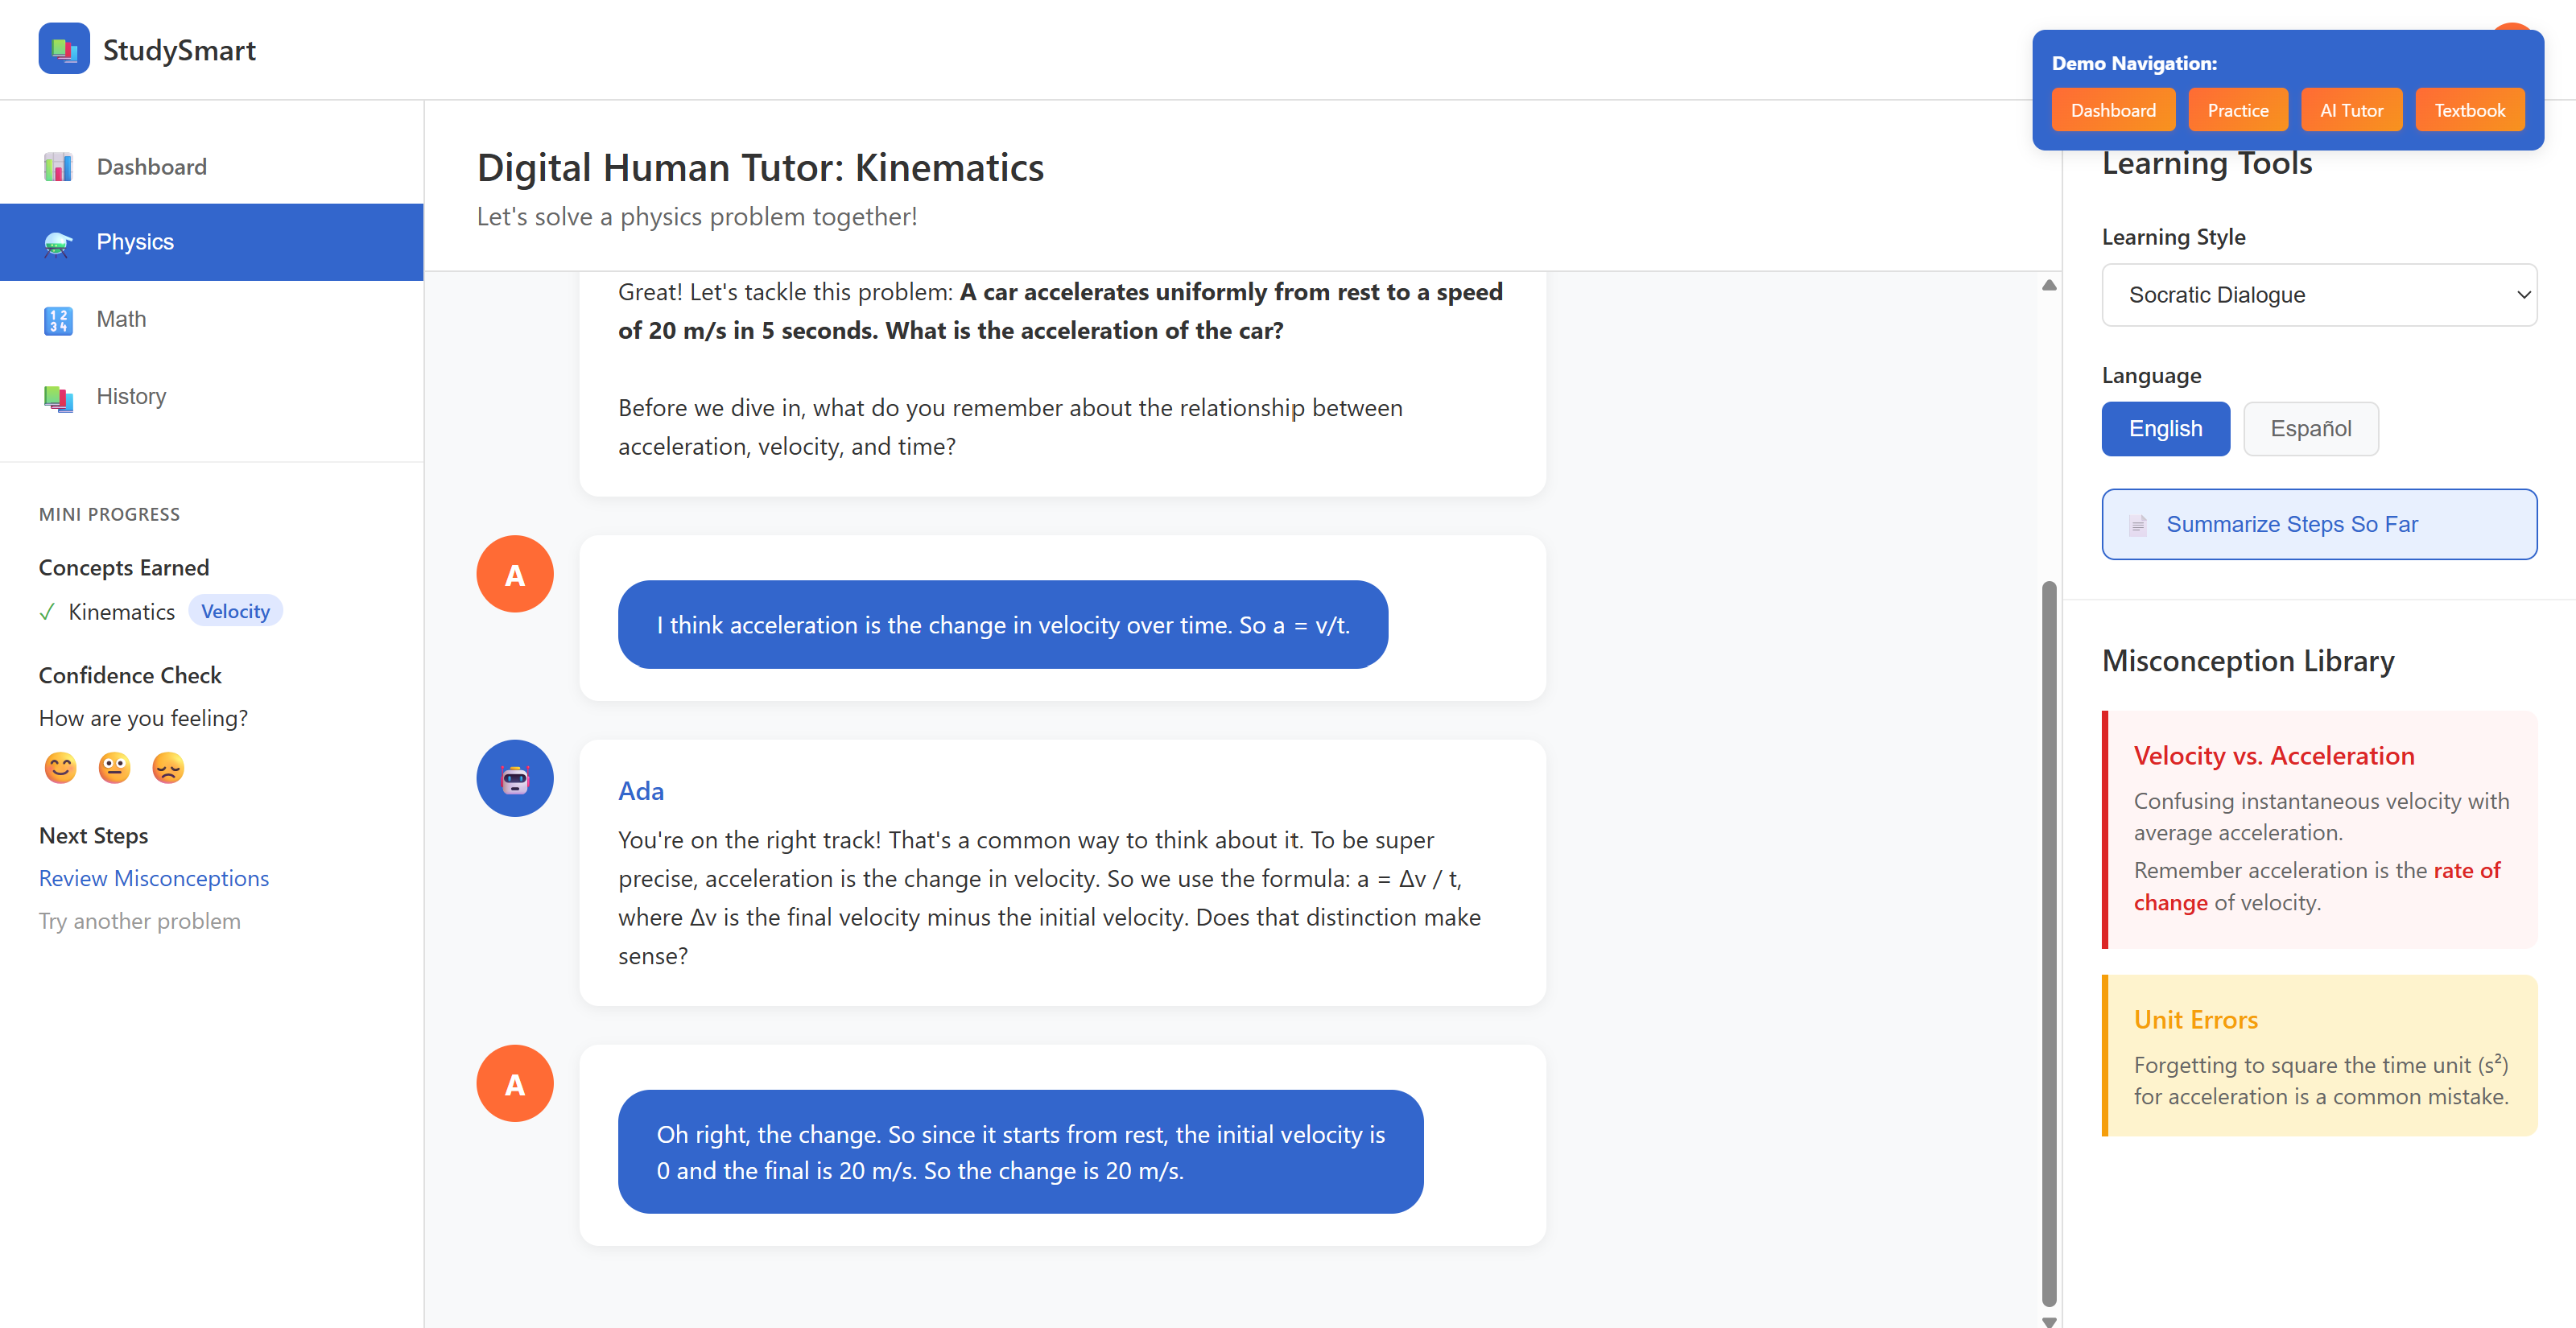 StudySmart
Demo Navigation:
Dashboard
Practice
AI Tutor
Textbook
Dashboard
Physics
1 2
3 4
Math
History
MINI PROGRESS
Concepts Earned
✓ Kinematics Velocity
Confidence Check
How are you feeling?
Next Steps
Review Misconceptions
Try another problem
Digital Human Tutor: Kinematics
Let's solve a physics problem together!
Great! Let's tackle this problem: A car accelerates uniformly from rest to a speed
of 20 m/s in 5 seconds. What is the acceleration of the car?
Before we dive in, what do you remember about the relationship between
acceleration, velocity, and time?
A
I think acceleration is the change in velocity over time. So a = v/t.
Ada
You're on the right track! That's a common way to think about it. To be super
precise, acceleration is the change in velocity. So we use the formula: a = Δv / t,
where Δv is the final velocity minus the initial velocity. Does that distinction make
sense?
A
Oh right, the change. So since it starts from rest, the initial velocity is
0 and the final is 20 m/s. So the change is 20 m/s.
Learning Tools
Learning Style
Socratic Dialogue
Language
English
Español
Summarize Steps So Far
Misconception Library
Velocity vs. Acceleration
Confusing instantaneous velocity with
average acceleration.
Remember acceleration is the rate of
change of velocity.
Unit Errors
Forgetting to square the time unit (s²)
for acceleration is a common mistake.